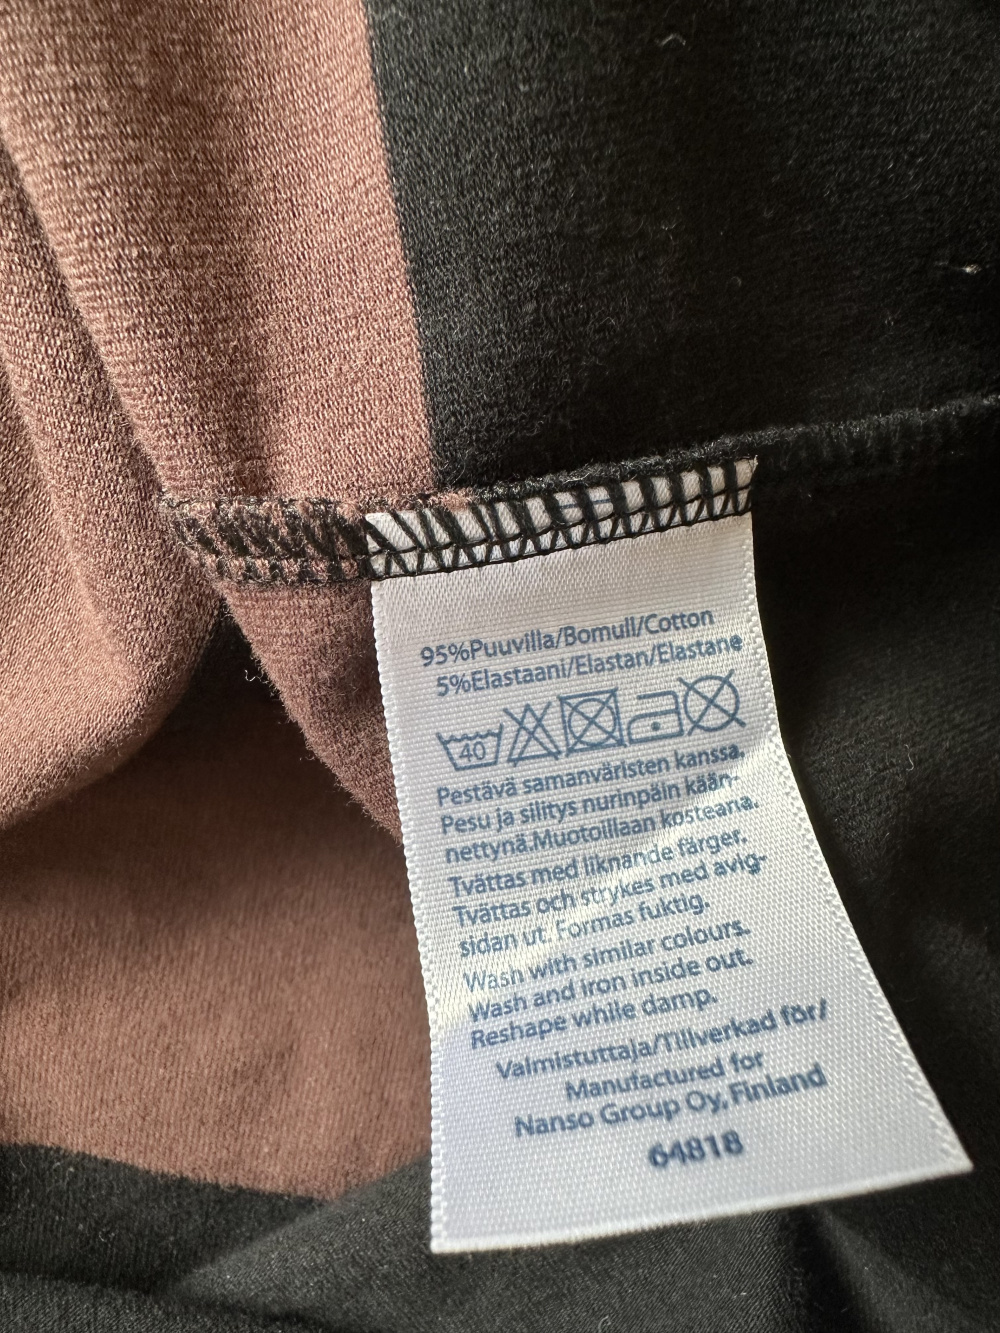 95%Puuvilla/Bomull/Cotton
5%Elastaani/Elastan/Elastane
40
Pestävä samanväristen kanssa.
Pesu ja silitys nurinpäin kään-
nettynä.Muotoillaan kosteana.
Tvättas med liknande färger.
Tvättas och strykes med avig-
sidan ut. Formas fuktig.
Wash with similar colours.
Wash and iron inside out.
Reshape while damp.
Valmistuttaja/Tillverkad för/
Manufactured for
Nanso Group Oy, Finland
64818